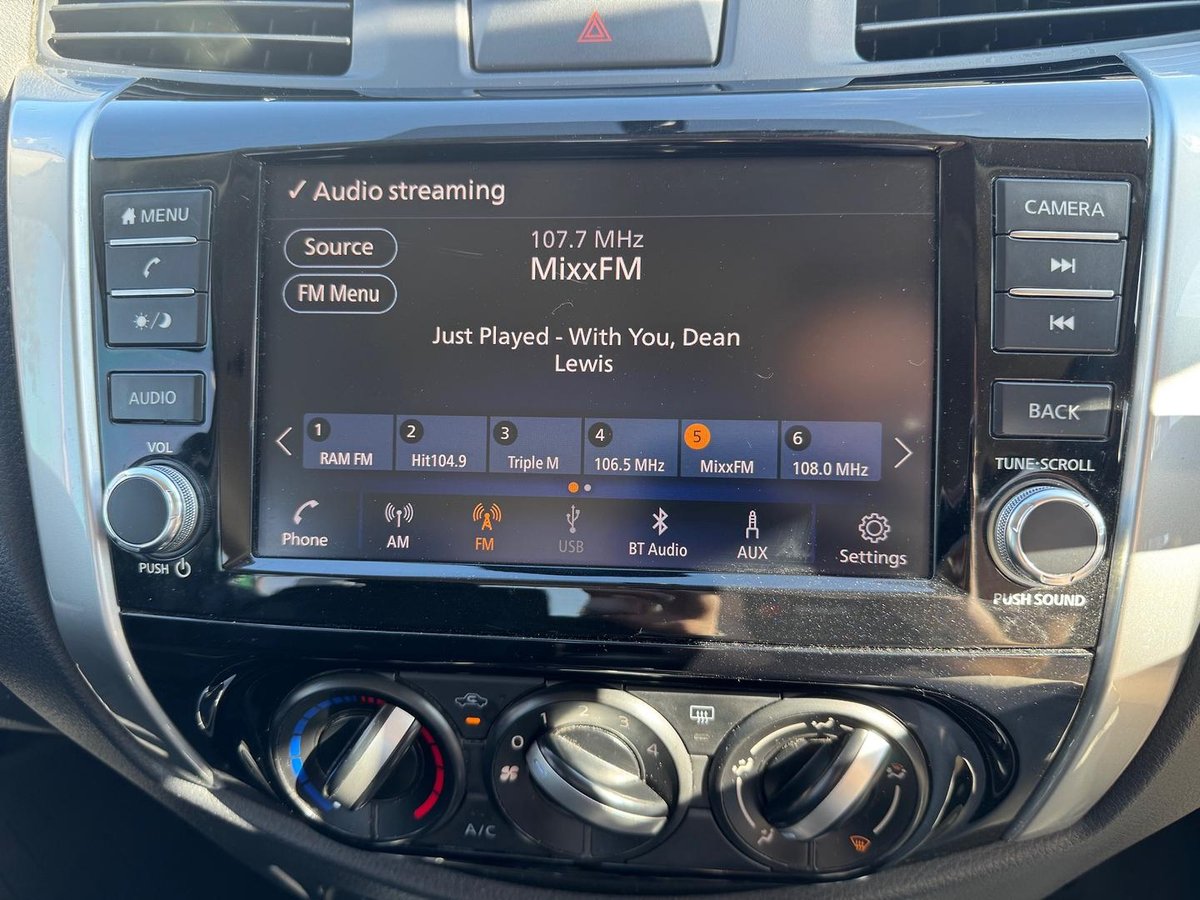 MENU
CAMERA
✓ Audio streaming
Source
107.7 MHz
MixxFM
FM Menu
Just Played - With You, Dean
Lewis
AUDIO
BACK
VOL
TUNE·SCROLL
1 2 3 4 5 6
RAM FM Hit104.9 Triple M 106.5 MHz MixxFM 108.0 MHz
Phone AM FM USB BT Audio AUX Settings
PUSH
PUSH SOUND
0 1 2 3 4
A/C